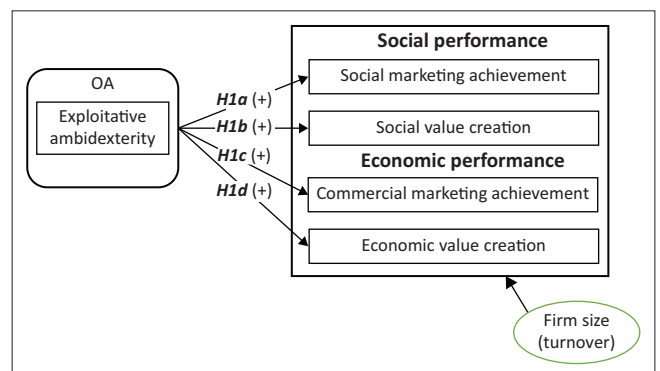 OA
Exploitative
ambidexterity
H1a (+)
H1b (+)
H1c (+)
H1d (+)
Social performance
Social marketing achievement
Social value creation
Economic performance
Commercial marketing achievement
Economic value creation
Firm size
(turnover)